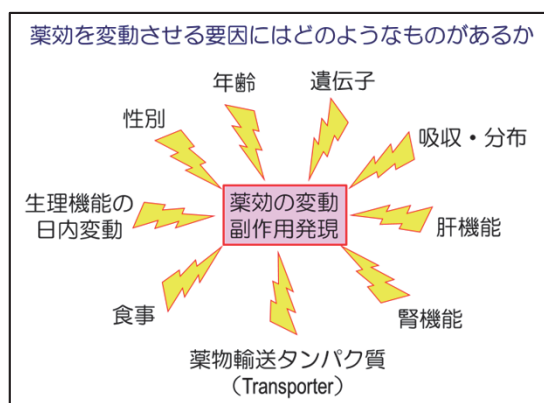 薬効を変動させる要因にはどのようなものがあるか
年齢
遺伝子
性別
吸収・分布
生理機能の
日内変動
薬効の変動
副作用発現
肝機能
食事
腎機能
薬物輸送タンパク質
（Transporter）